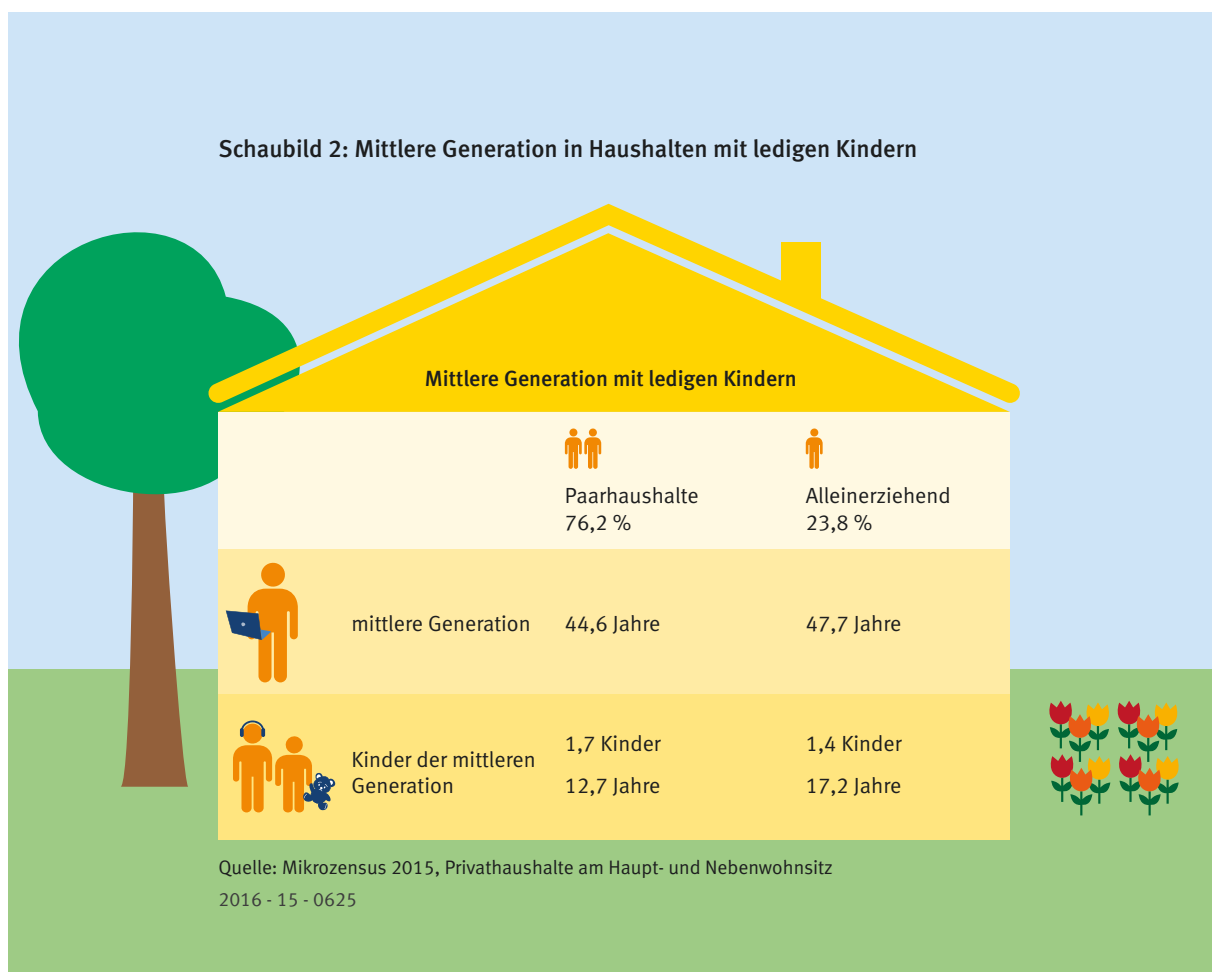 Schaubild 2: Mittlere Generation in Haushalten mit ledigen Kindern
Mittlere Generation mit ledigen Kindern
Paarhaushalte
76,2 %
Alleinerziehend
23,8 %
mittlere Generation
44,6 Jahre
47,7 Jahre
Kinder der mittleren
Generation
1,7 Kinder
12,7 Jahre
1,4 Kinder
17,2 Jahre
Quelle: Mikrozensus 2015, Privathaushalte am Haupt- und Nebenwohnsitz
2016 - 15 - 0625